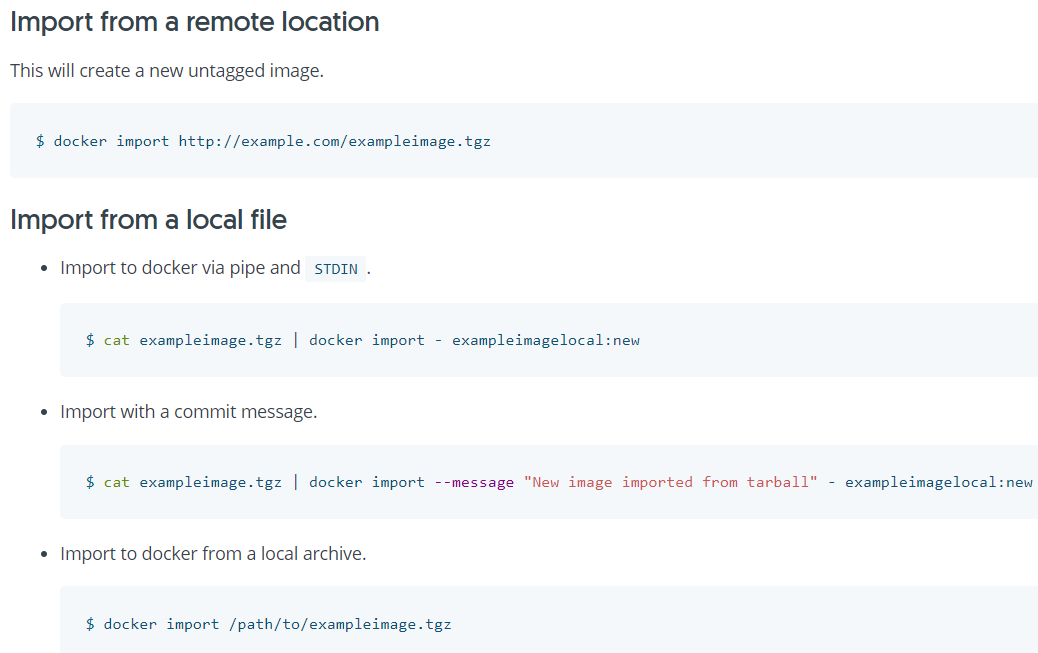 Import from a remote location
This will create a new untagged image.
$ docker import http://example.com/exampleimage.tgz
Import from a local file
• Import to docker via pipe and STDIN.
$ cat exampleimage.tgz | docker import - exampleimagelocal:new
• Import with a commit message.
$ cat exampleimage.tgz | docker import --message "New image imported from tarball" - exampleimagelocal:new
• Import to docker from a local archive.
$ docker import /path/to/exampleimage.tgz